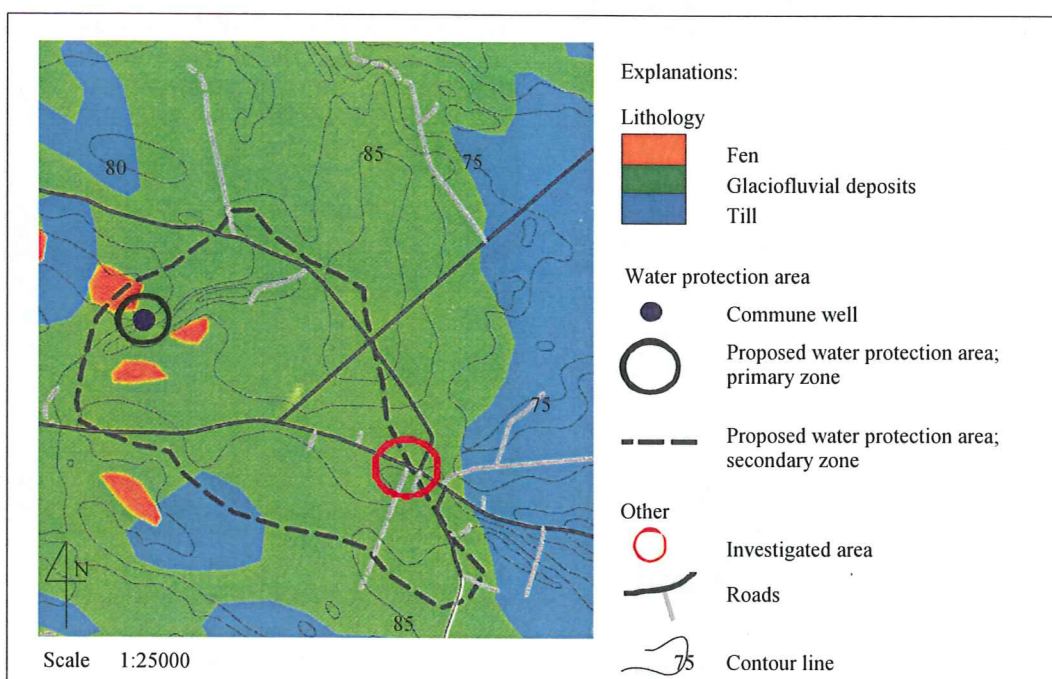 80
85
75
75
85
N
Scale 1:25000
Explanations:
Lithology
Fen
Glaciofluvial deposits
Till
Water protection area
Commune well
Proposed water protection area;
primary zone
Proposed water protection area;
secondary zone
Other
Investigated area
Roads
75 Contour line